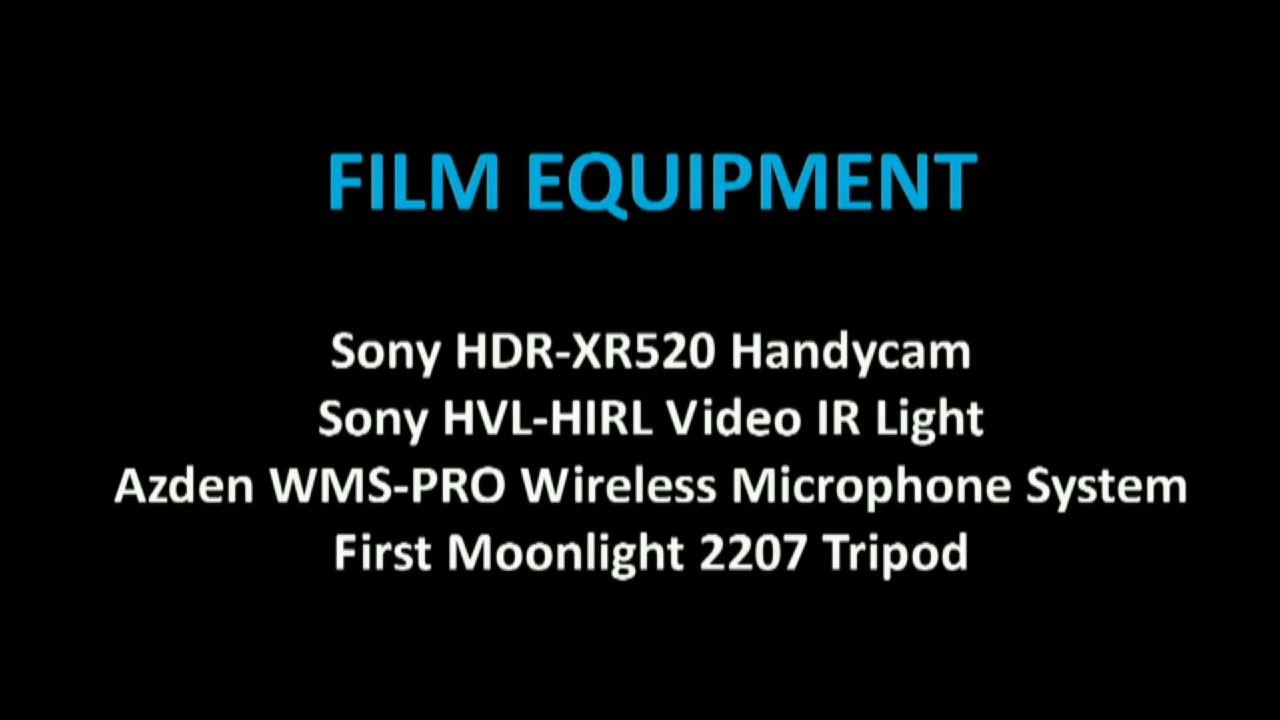 FILM EQUIPMENT
Sony HDR-XR520 Handycam
Sony HVL-HIRL Video IR Light
Azden WMS-PRO Wireless Microphone System
First Moonlight 2207 Tripod